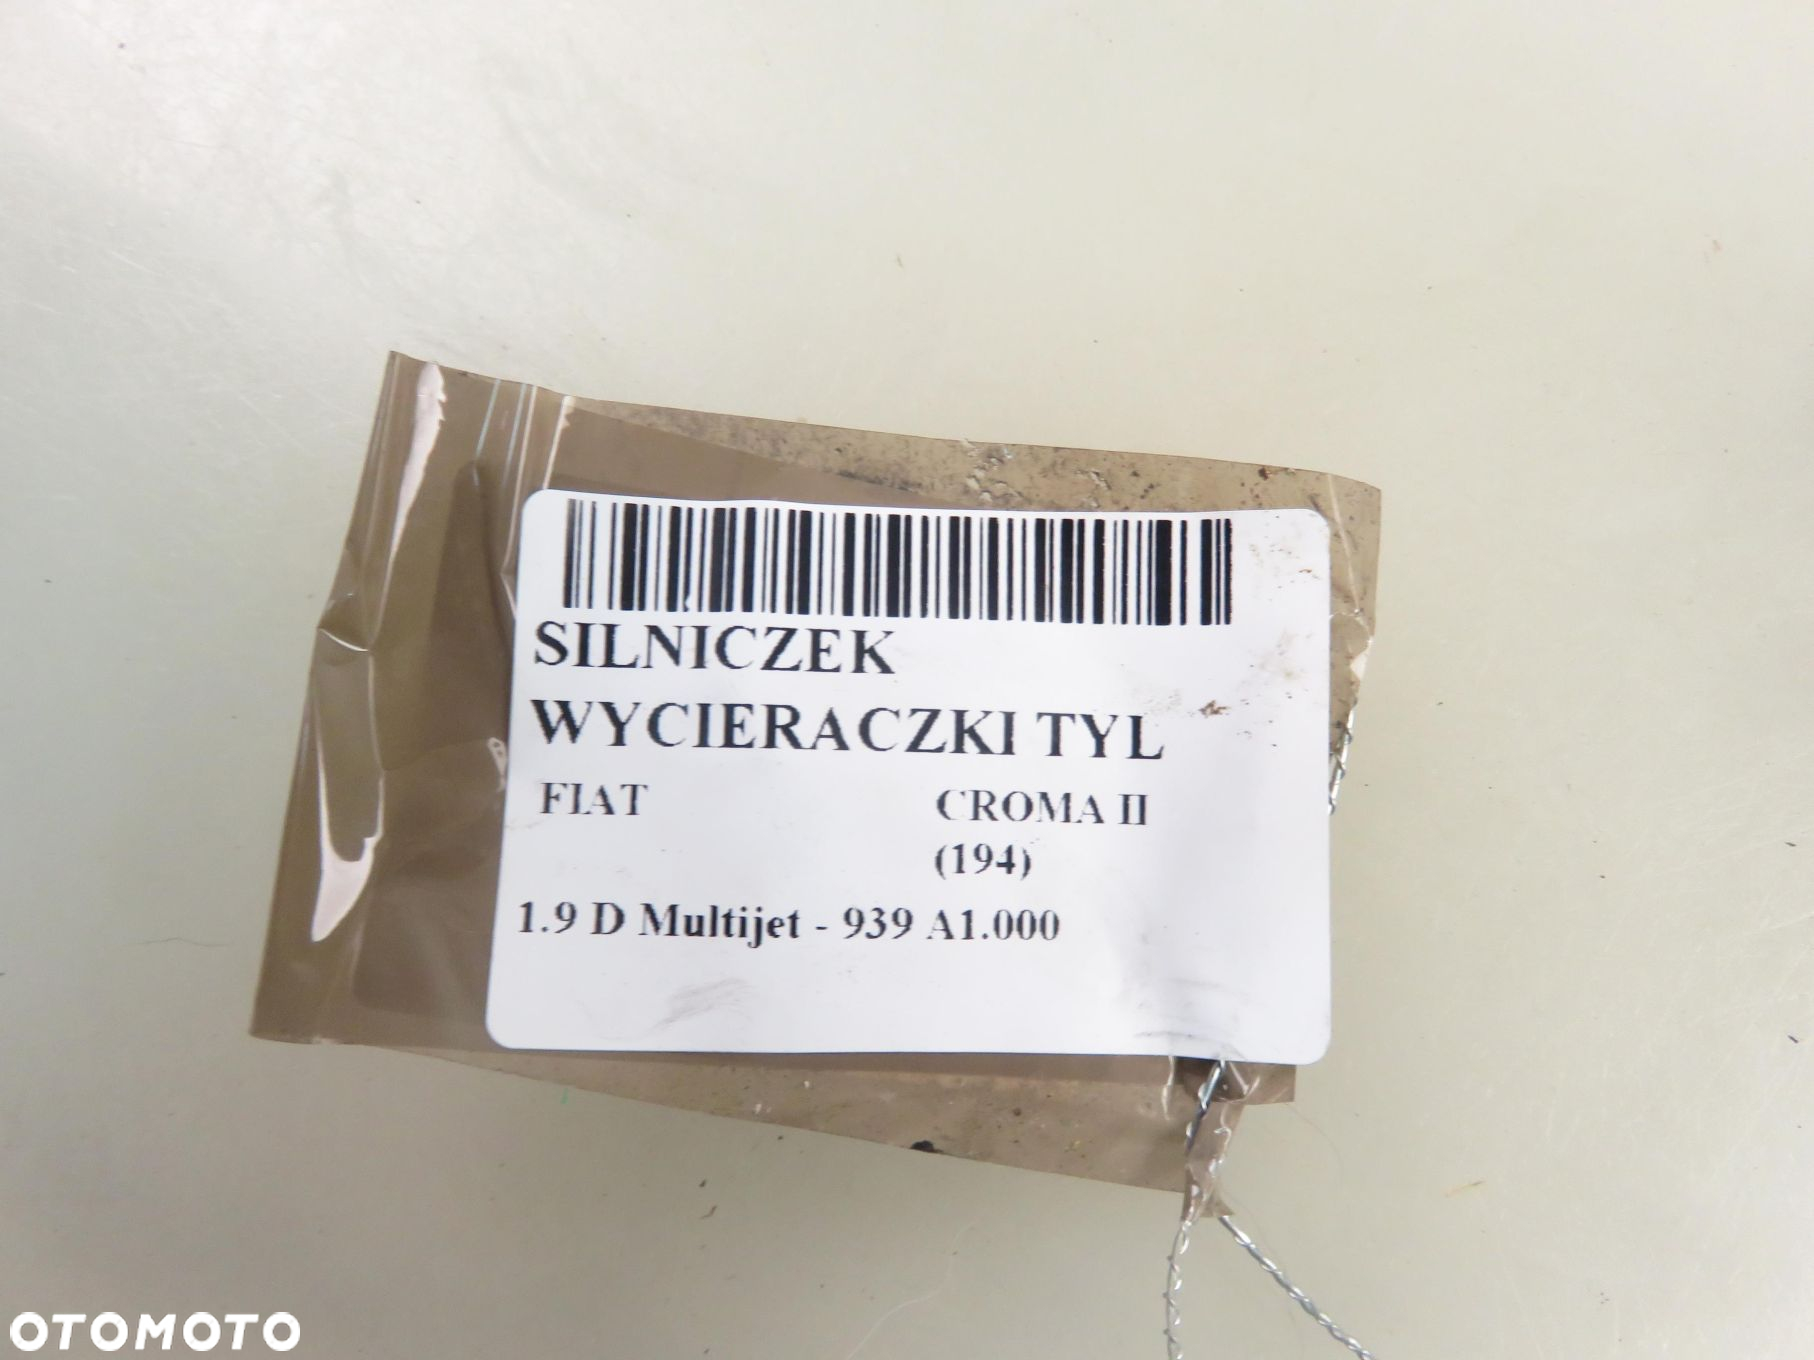 SILNICZEK
WYCIERACZKI TYL
FIAT CROMA II
(194)
1.9 D Multijet - 939 A1.000
OTOMOTO